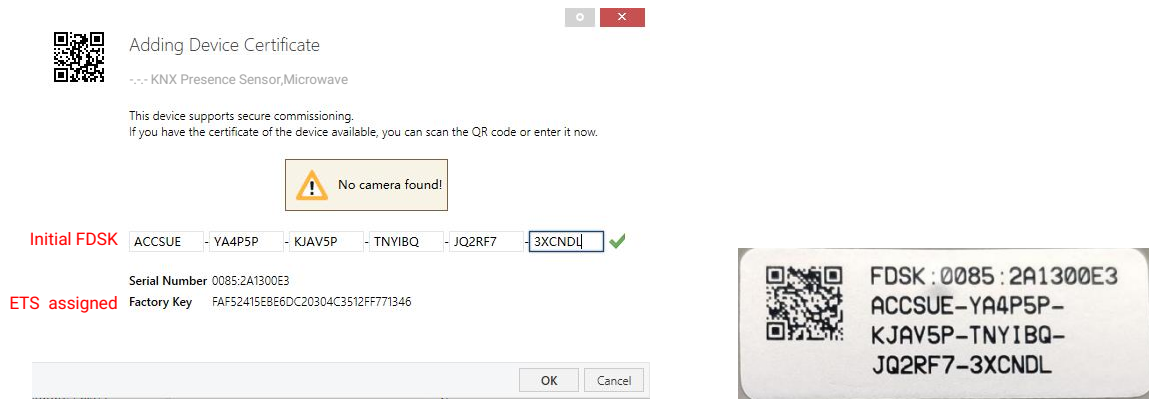 Adding Device Certificate
-.-.- KNX Presence Sensor,Microwave
This device supports secure commissioning.
If you have the certificate of the device available, you can scan the QR code or enter it now.
No camera found!
Initial FDSK ACCSUE - YA4P5P - KJAV5P - TNYIBQ - JQ2RF7 - 3XCNDL
Serial Number 0085:2A1300E3
ETS assigned Factory Key FAF52415EBE6DC20304C3512FF771346
OK Cancel
FDSK:0085:2A1300E3
ACCSUE-YA4P5P-
KJAV5P-TNYIBQ-
JQ2RF7-3XCNDL